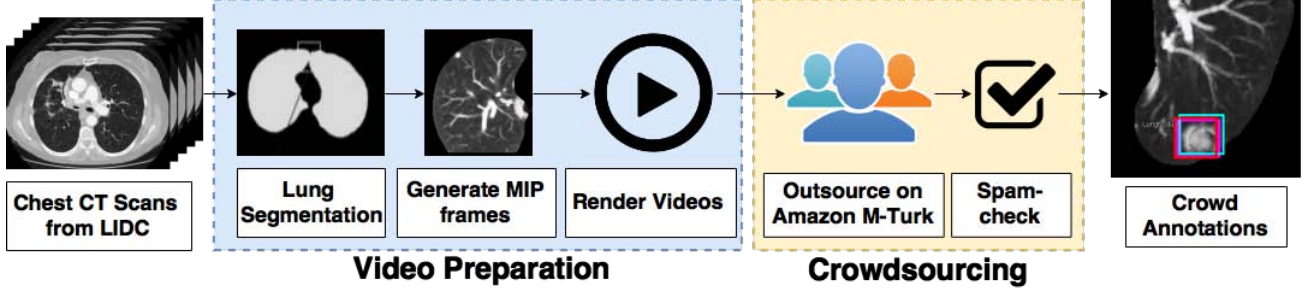 Chest CT Scans
from LIDC
Lung
Segmentation
Generate MIP
frames
Render Videos
Video Preparation
Outsource on
Amazon M-Turk
Spam-
check
Crowdsourcing
Crowd
Annotations